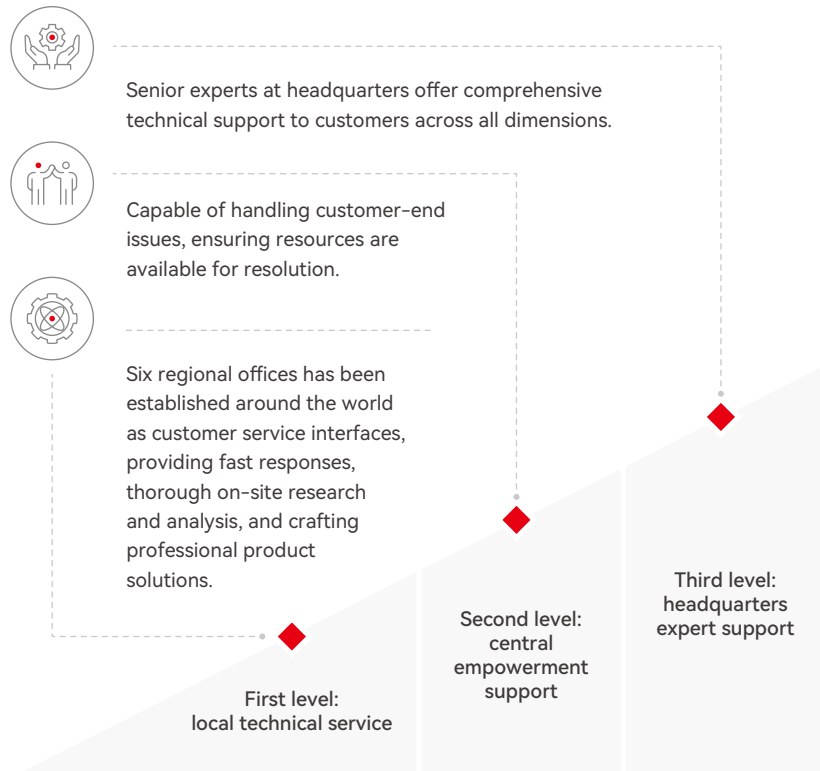 Senior experts at headquarters offer comprehensive
technical support to customers across all dimensions.
Capable of handling customer-end
issues, ensuring resources are
available for resolution.
Six regional offices has been
established around the world
as customer service interfaces,
providing fast responses,
thorough on-site research
and analysis, and crafting
professional product
solutions.
First level:
local technical service
Second level:
central
empowerment
support
Third level:
headquarters
expert support